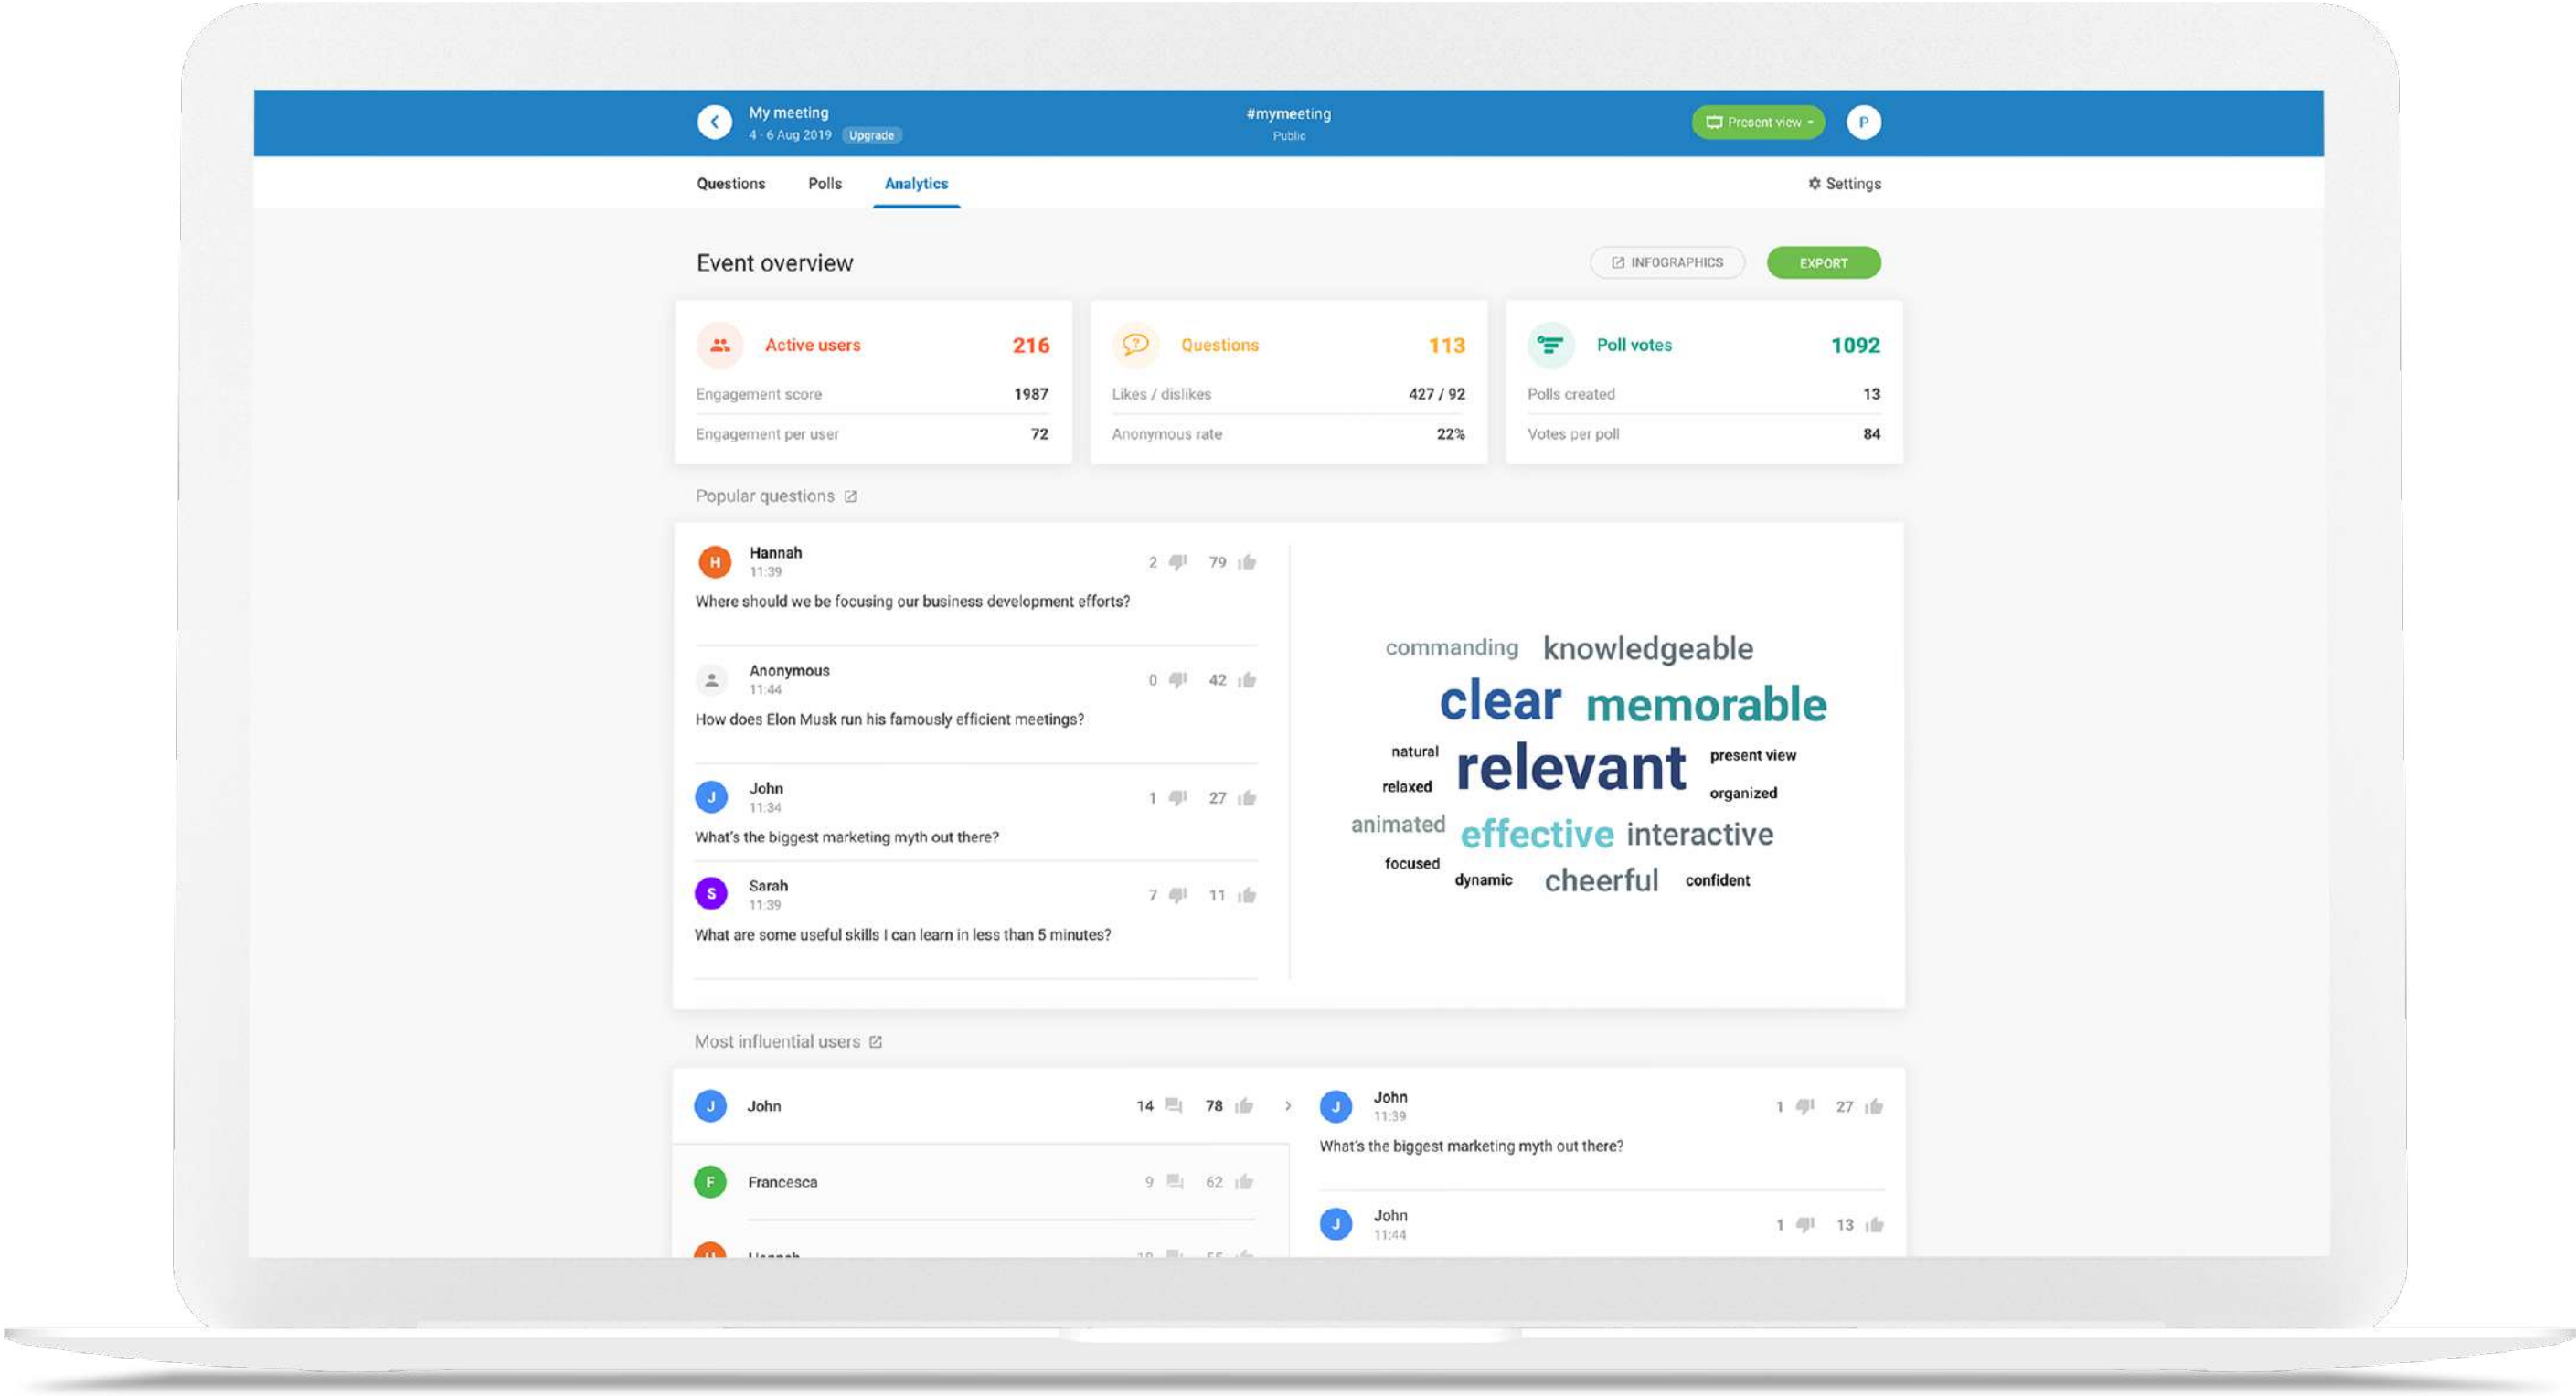 My meeting
4 - 6 Aug 2019 Upgrade
#mymeeting
Public
Present view
P
Questions Polls Analytics
Settings
Event overview
INFOGRAPHICS
EXPORT
Active users 216
Engagement score 1987
Engagement per user 72
Questions 113
Likes / dislikes 427 / 92
Anonymous rate 22%
Poll votes 1092
Polls created 13
Votes per poll 84
Popular questions
H Hannah 2 79
11:39
Where should we be focusing our business development efforts?
Anonymous 0 42
11:44
How does Elon Musk run his famously efficient meetings?
J John 1 27
11:34
What's the biggest marketing myth out there?
S Sarah 7 11
11:39
What are some useful skills I can learn in less than 5 minutes?
commanding knowledgeable
clear memorable
natural relevant present view
relaxed organized
animated effective interactive
focused dynamic cheerful confident
Most influential users
J John 14 78
F Francesca 9 62
J John 1 27
11:39
What's the biggest marketing myth out there?
J John 1 13
11:44